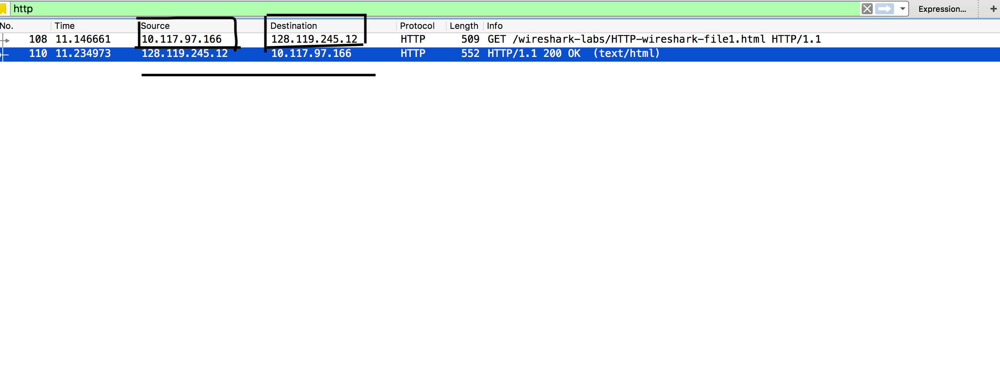 http Expression... +
No. Time Source Destination Protocol Length Info
108 11.146661 10.117.97.166 128.119.245.12 HTTP 509 GET /wireshark-labs/HTTP-wireshark-file1.html HTTP/1.1
110 11.234973 128.119.245.12 10.117.97.166 HTTP 552 HTTP/1.1 200 OK  (text/html)